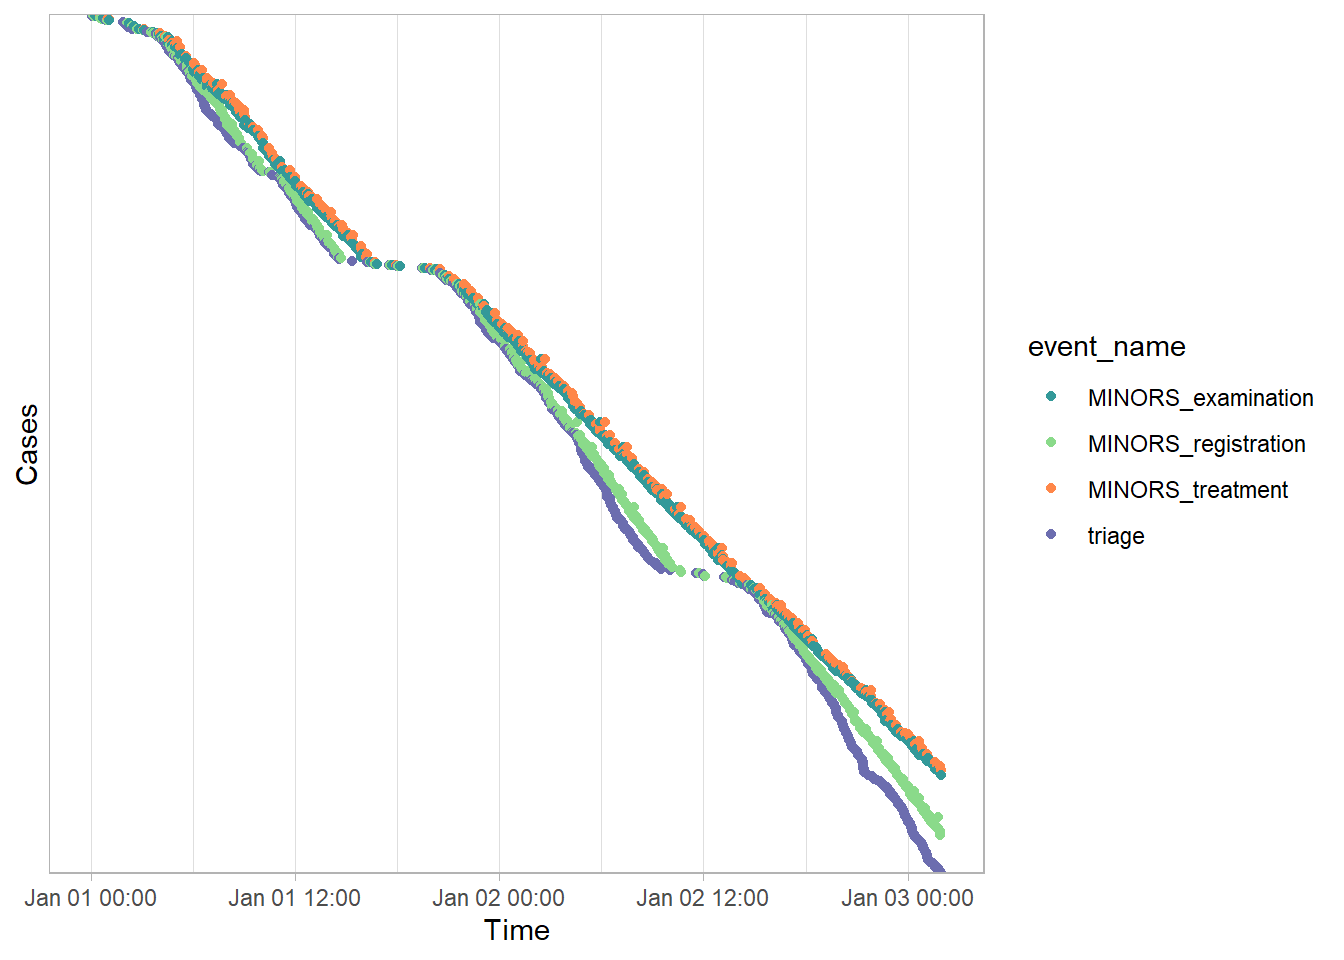 event_name
MINORS_examination
MINORS_registration
MINORS_treatment
triage
Cases
Jan 01 00:00 Jan 01 12:00 Jan 02 00:00 Jan 02 12:00 Jan 03 00:00
Time